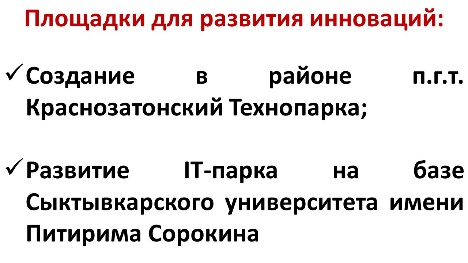 Площадки для развития инноваций:
✓Создание в районе п.г.т.
Краснозатонский Технопарка;
✓Развитие IT-парка на базе
Сыктывкарского университета имени
Питирима Сорокина